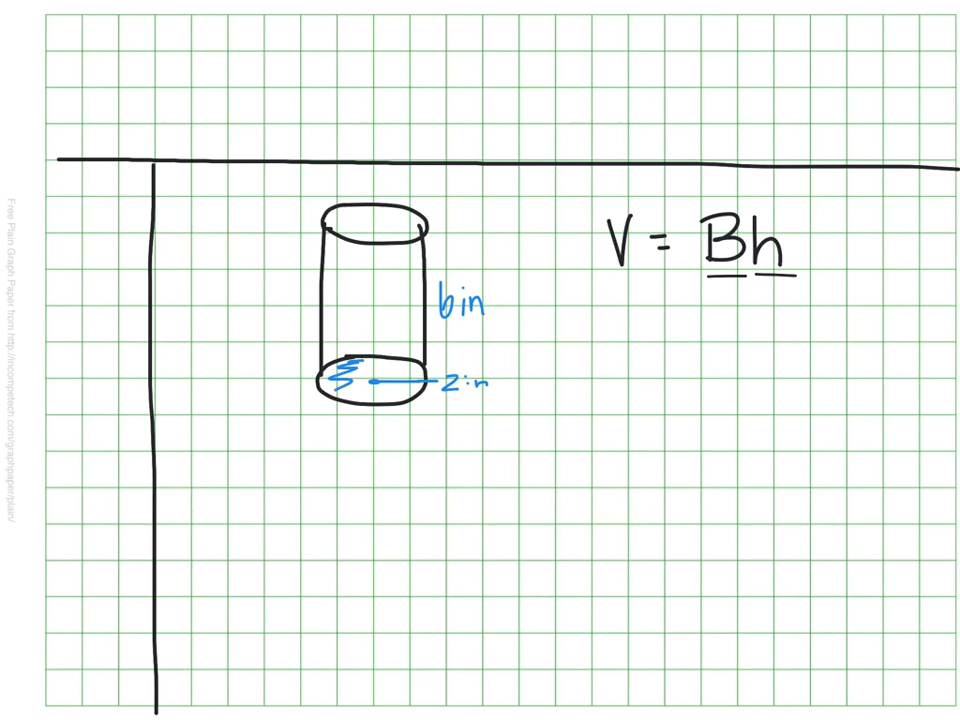 V = Bh
6in
2in
Free Plain Graph Paper from http://incompetech.com/graphpaper/plain/